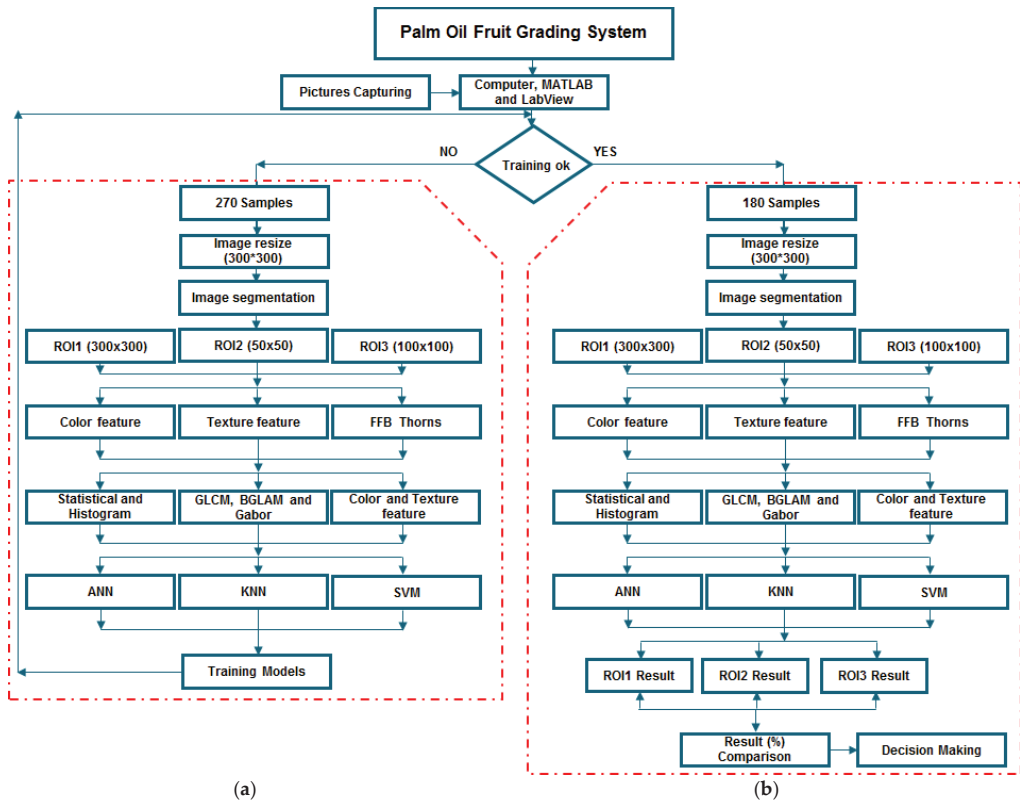 Palm Oil Fruit Grading System
Pictures Capturing
Computer, MATLAB
and LabView
NO
YES
Training ok
270 Samples
Image resize
(300*300)
Image segmentation
ROI1 (300x300)
ROI2 (50x50)
ROI3 (100x100)
Color feature
Texture feature
FFB Thorns
Statistical and
Histogram
GLCM, BGLAM and
Gabor
Color and Texture
feature
ANN
KNN
SVM
Training Models
(a)
180 Samples
Image resize
(300*300)
Image segmentation
ROI1 (300x300)
ROI2 (50x50)
ROI3 (100x100)
Color feature
Texture feature
FFB Thorns
Statistical and
Histogram
GLCM, BGLAM and
Gabor
Color and Texture
feature
ANN
KNN
SVM
ROI1 Result
ROI2 Result
ROI3 Result
Result (%)
Comparison
Decision Making
(b)